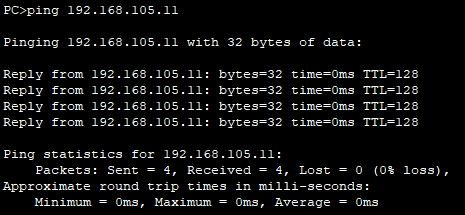 PC>ping 192.168.105.11
Pinging 192.168.105.11 with 32 bytes of data:
Reply from 192.168.105.11: bytes=32 time=0ms TTL=128
Reply from 192.168.105.11: bytes=32 time=0ms TTL=128
Reply from 192.168.105.11: bytes=32 time=0ms TTL=128
Reply from 192.168.105.11: bytes=32 time=0ms TTL=128
Ping statistics for 192.168.105.11:
    Packets: Sent = 4, Received = 4, Lost = 0 (0% loss),
Approximate round trip times in milli-seconds:
    Minimum = 0ms, Maximum = 0ms, Average = 0ms